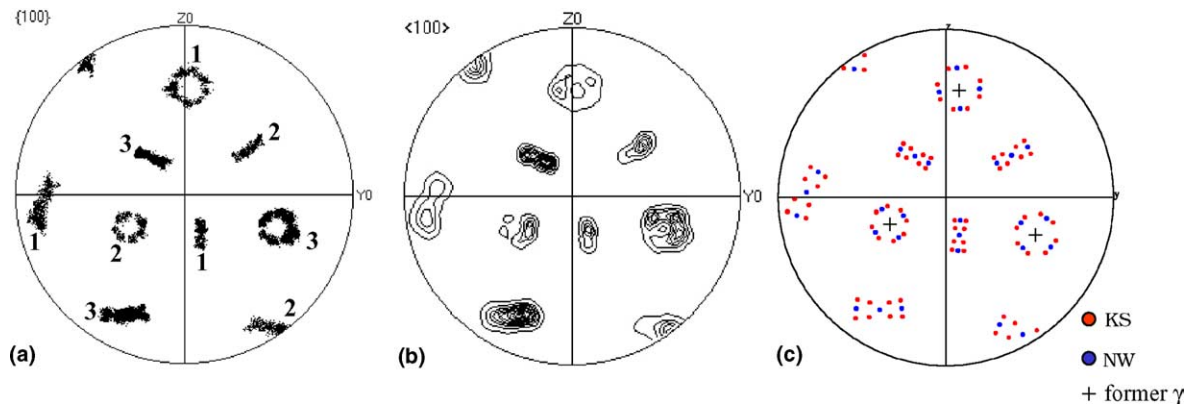 {100}
Z0
1
3
2
Y0
1
2
1
3
3
2
(a)
<100>
Z0
Y0
(b)
z
y
(c)
KS
NW
+ former γ